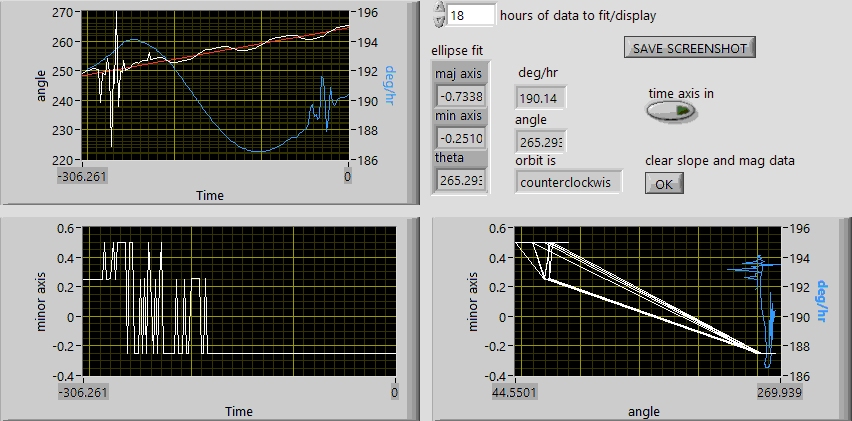 270
260
250
240
230
220
angle
196
194
192
190
188
186
deg/hr
-306.261
0
Time
18 hours of data to fit/display
SAVE SCREENSHOT
ellipse fit
maj axis
-0.7338
min axis
-0.2510
theta
265.293
deg/hr
190.14
angle
265.293
orbit is
counterclockwis
time axis in
clear slope and mag data
OK
0.6
0.4
0.2
0
-0.2
-0.4
minor axis
-306.261
0
Time
0.6
0.4
0.2
0
-0.2
-0.4
minor axis
196
194
192
190
188
186
deg/hr
44.5501
269.939
angle